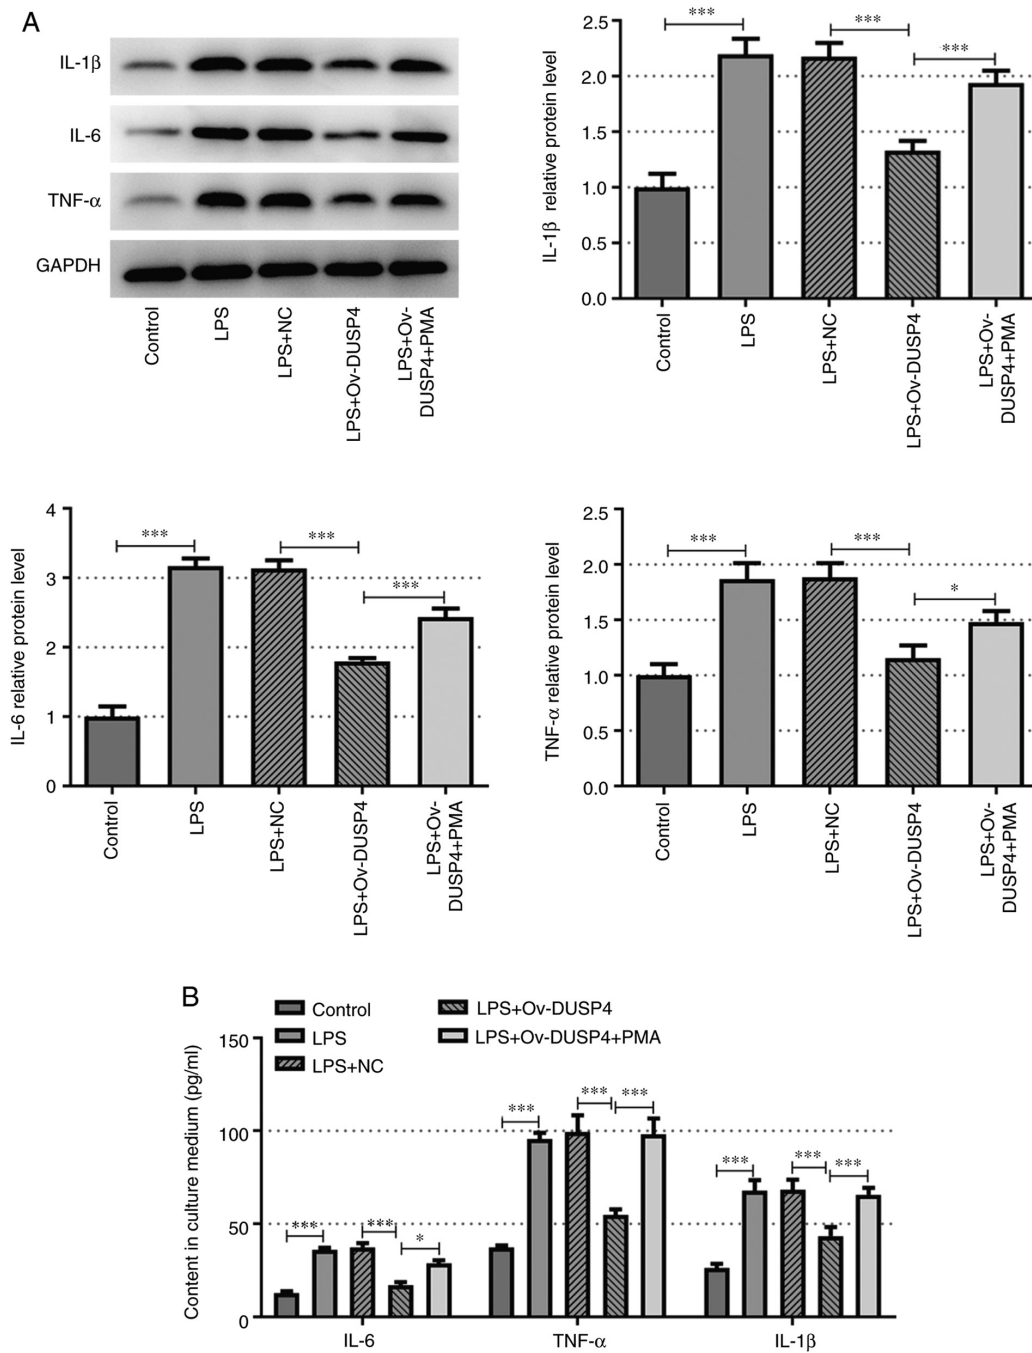 A
IL-1β
IL-6
TNF-α
GAPDH
Control
LPS
LPS+NC
LPS+Ov-DUSP4
LPS+Ov-
DUSP4+PMA
IL-1β relative protein level
2.5
2.0
1.5
1.0
0.5
0.0
***
***
***
Control
LPS
LPS+NC
LPS+Ov-DUSP4
LPS+Ov-
DUSP4+PMA
IL-6 relative protein level
4
3
2
1
0
***
***
***
Control
LPS
LPS+NC
LPS+Ov-DUSP4
LPS+Ov-
DUSP4+PMA
TNF-α relative protein level
2.5
2.0
1.5
1.0
0.5
0.0
***
***
*
Control
LPS
LPS+NC
LPS+Ov-DUSP4
LPS+Ov-
DUSP4+PMA
B
Control
LPS
LPS+NC
LPS+Ov-DUSP4
LPS+Ov-DUSP4+PMA
Content in culture medium (pg/ml)
150
100
50
0
***
***
*
***
***
***
***
***
***
IL-6
TNF-α
IL-1β